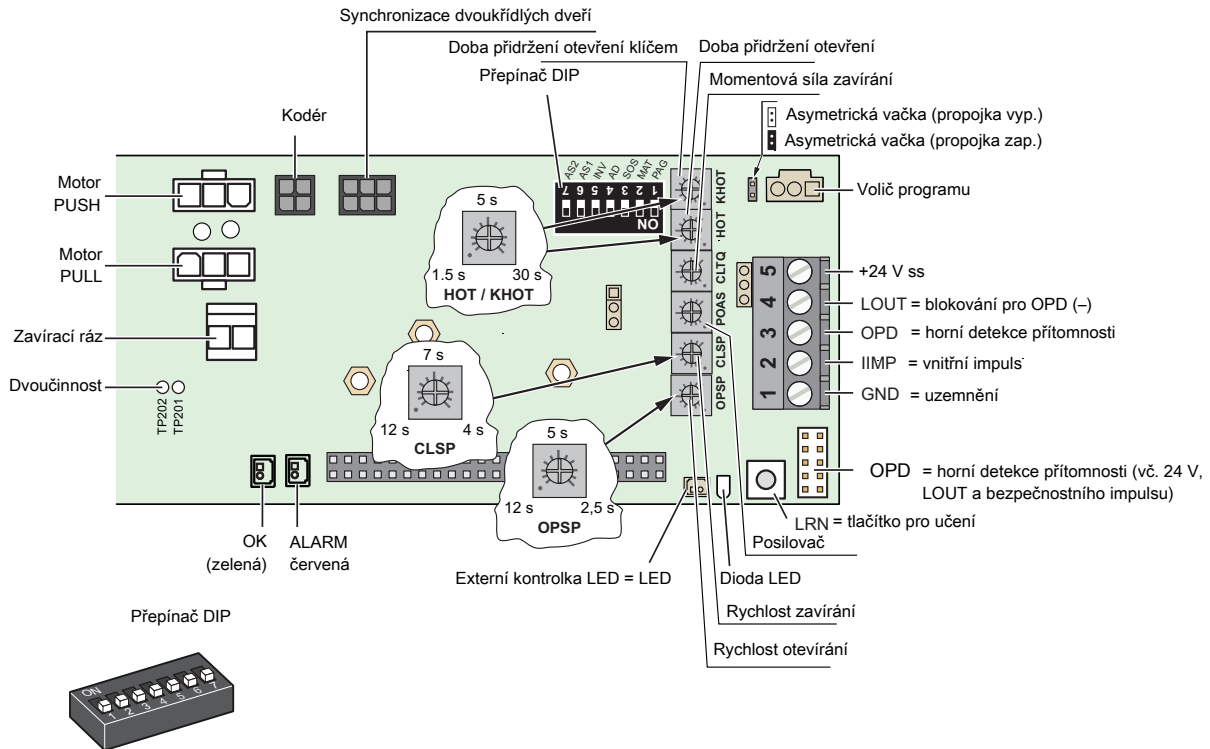 Synchronizace dvoukřídlých dveří
Doba přidržení otevření klíčem
Doba přidržení otevření
Přepínač DIP
Momentová síla zavírání
Kodér
Asymetrická vačka (propojka vyp.)
Asymetrická vačka (propojka zap.)
Motor
PUSH
Volič programu
AS2
AS1
INV
AD
SOS
MAT
PAG
7 6 5 4 3 2 1
ON
KHOT
HOT
CLTQ
POAS
CLSP
OPSP
5 s
1.5 s 30 s
HOT / KHOT
Motor
PULL
5
4
3
2
1
+24 V ss
LOUT = blokování pro OPD (–)
OPD = horní detekce přítomnosti
IIMP = vnitřní impuls
GND = uzemnění
Zavírací ráz
7 s
12 s 4 s
CLSP
Dvoučinnost
TP202
TP201
5 s
12 s 2,5 s
OPSP
OPD = horní detekce přítomnosti (vč. 24 V,
LOUT a bezpečnostního impulsu)
LRN = tlačítko pro učení
OK
(zelená)
ALARM
červená
Posilovač
Externí kontrolka LED = LED
Dioda LED
Rychlost zavírání
Rychlost otevírání
Přepínač DIP
ON
1 2 3 4 5 6 7